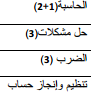 الحاسبة(1+2)
حل مشكلات(3)
الضرب (3)
تنظيم وإنجاز حساب